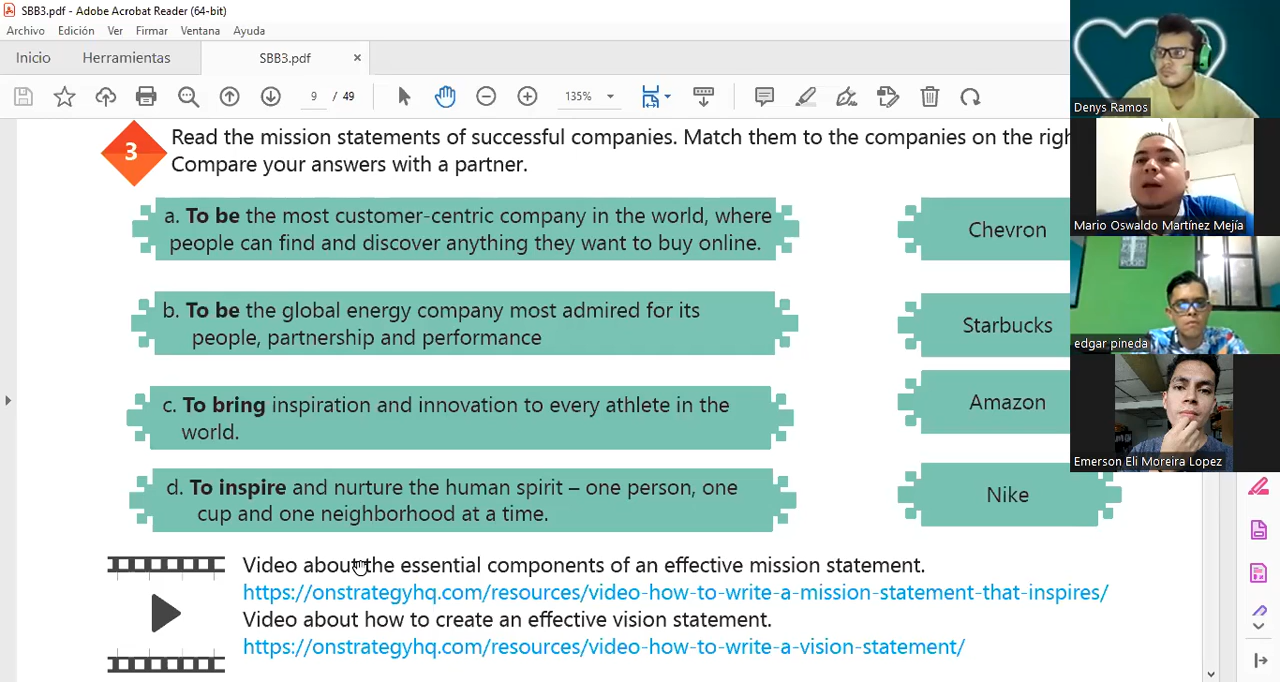 SBB3.pdf - Adobe Acrobat Reader (64-bit)
Archivo Edición Ver Firmar Ventana Ayuda
Inicio Herramientas SBB3.pdf ×
9 / 49 135%
3
Read the mission statements of successful companies. Match them to the companies on the
Compare your answers with a partner.
a. To be the most customer-centric company in the world, where
people can find and discover anything they want to buy online.
Chevron
b. To be the global energy company most admired for its
people, partnership and performance
Starbucks
c. To bring inspiration and innovation to every athlete in the
world.
Amazon
d. To inspire and nurture the human spirit – one person, one
cup and one neighborhood at a time.
Nike
Video about the essential components of an effective mission statement.
https://onstrategyhq.com/resources/video-how-to-write-a-mission-statement-that-inspires/
Video about how to create an effective vision statement.
https://onstrategyhq.com/resources/video-how-to-write-a-vision-statement/
Denys Ramos
Mario Oswaldo Martínez Mejía
edgar pineda
Emerson Eli Moreira Lopez